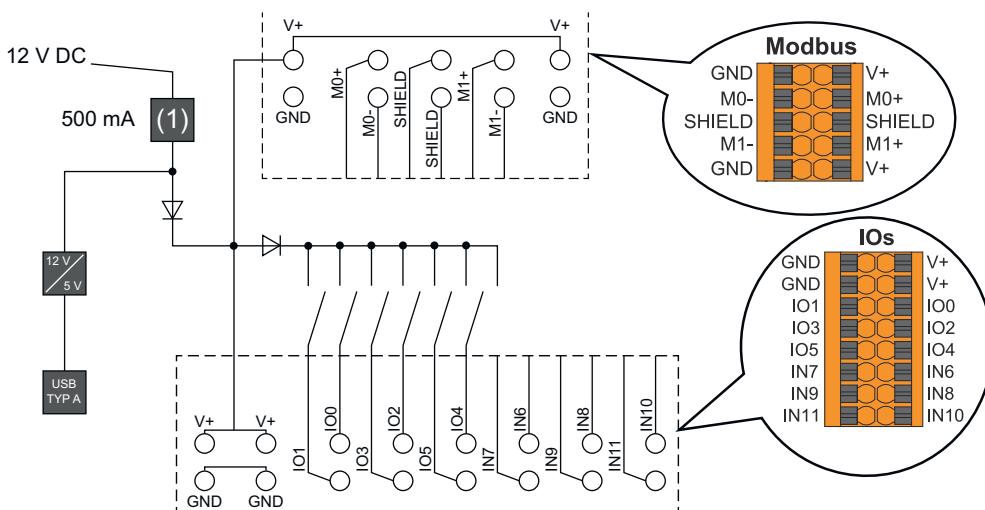 12 V DC
500 mA
(1)
12 V
5 V
USB
TYP A
V+
V+
GND
M0+
M0-
SHIELD
SHIELD
M1+
M1-
GND
Modbus
GND V+
M0- M0+
SHIELD SHIELD
M1- M1+
GND V+
IOs
GND V+
GND V+
IO1 IO0
IO3 IO2
IO5 IO4
IN7 IN6
IN9 IN8
IN11 IN10
V+ V+
GND GND
IO1
IO0
IO3
IO2
IO5
IO4
IN7
IN6
IN9
IN8
IN11
IN10